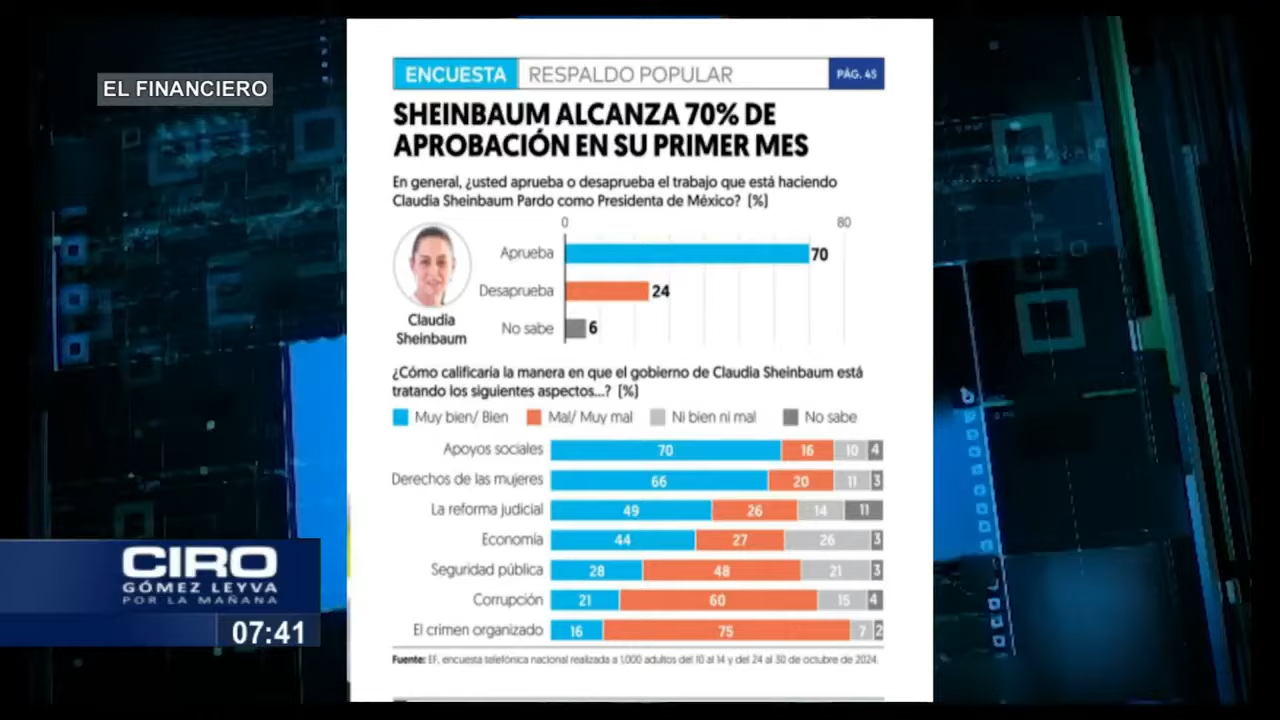 EL FINANCIERO
ENCUESTA RESPALDO POPULAR PÁG. 45
SHEINBAUM ALCANZA 70% DE
APROBACIÓN EN SU PRIMER MES
En general, ¿usted aprueba o desaprueba el trabajo que está haciendo
Claudia Sheinbaum Pardo como Presidenta de México? (%)
0 80
Aprueba 70
Desaprueba 24
No sabe 6
Claudia
Sheinbaum
¿Cómo calificaría la manera en que el gobierno de Claudia Sheinbaum está
tratando los siguientes aspectos...? (%)
Muy bien/ Bien Mal/ Muy mal Ni bien ni mal No sabe
Apoyos sociales 70 16 10 4
Derechos de las mujeres 66 20 11 3
La reforma judicial 49 26 14 11
Economía 44 27 26 3
Seguridad pública 28 48 21 3
Corrupción 21 60 15 4
El crimen organizado 16 75 7 2
Fuente: EF, encuesta telefónica nacional realizada a 1,000 adultos del 10 al 14 y del 24 al 30 de octubre de 2024.
CIRO
GÓMEZ LEYVA
POR LA MAÑANA
07:41